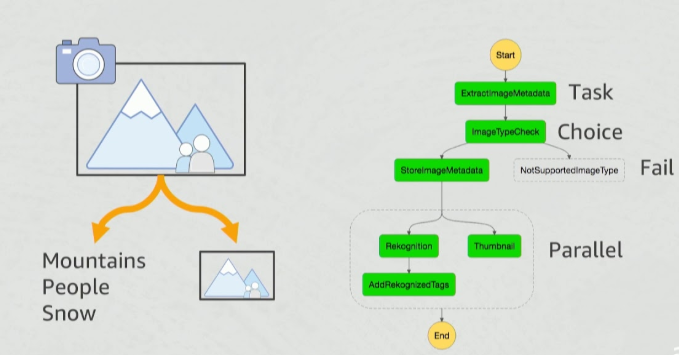 Mountains
People
Snow
Start
ExtractImageMetadata
Task
ImageTypeCheck
Choice
StoreImageMetadata
NotSupportedImageType
Fail
Rekognition
Thumbnail
Parallel
AddRekognizedTags
End